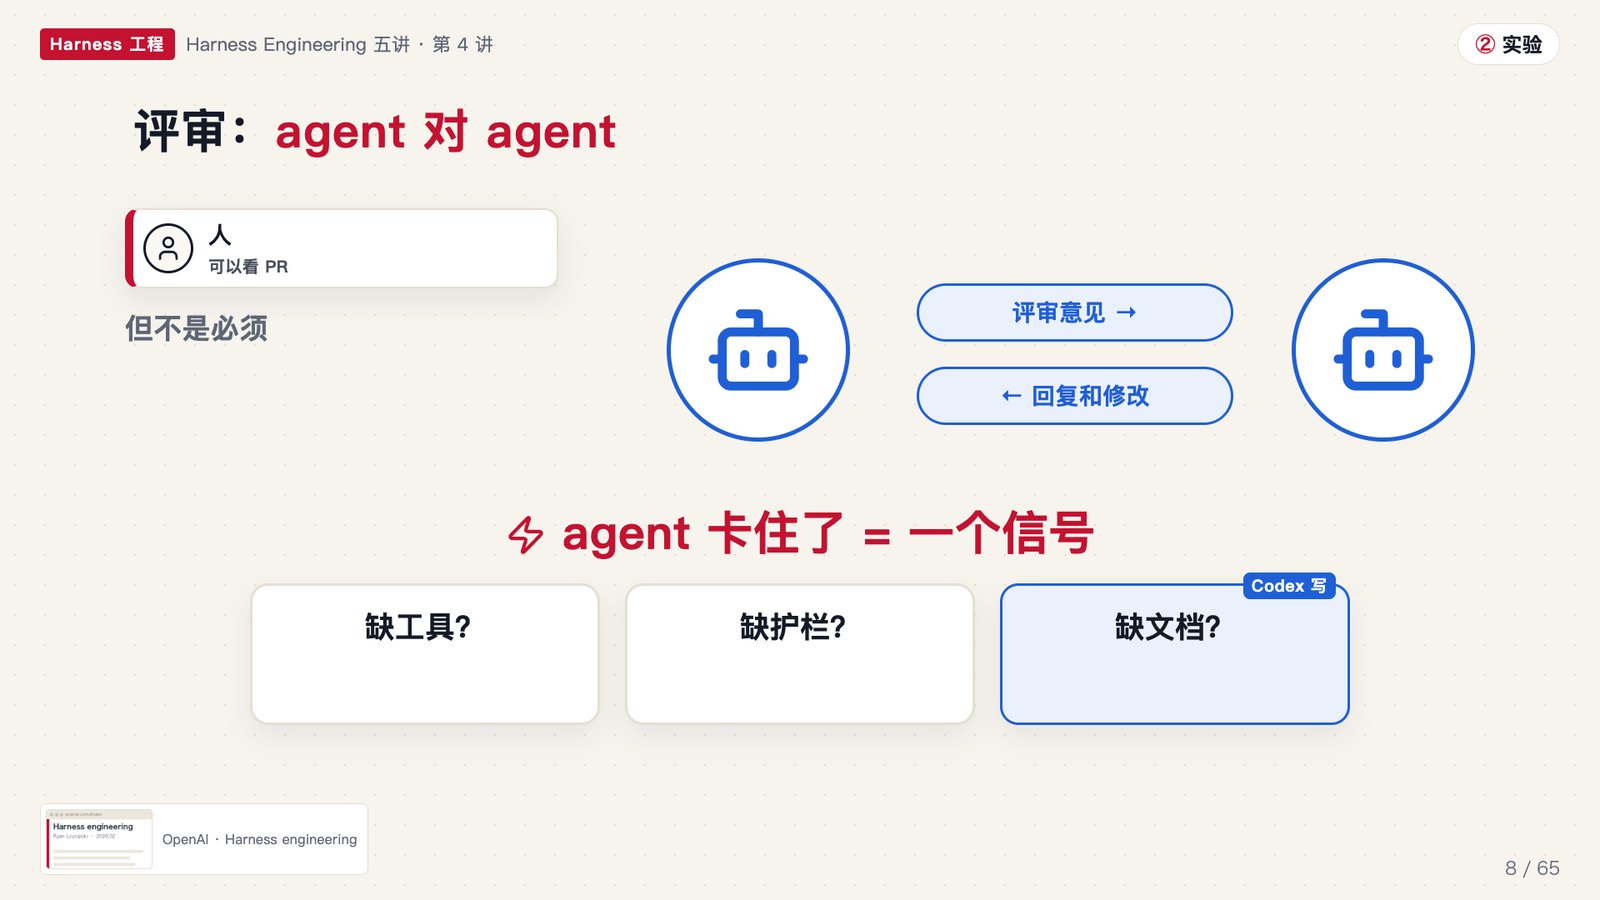 Harness 工程
Harness Engineering 五讲 · 第 4 讲
② 实验
评审：agent 对 agent
人
可以看 PR
但不是必须
评审意见 →
← 回复和修改
agent 卡住了 = 一个信号
缺工具？
缺护栏？
Codex 写
缺文档？
Harness engineering
OpenAI · Harness engineering
8 / 65